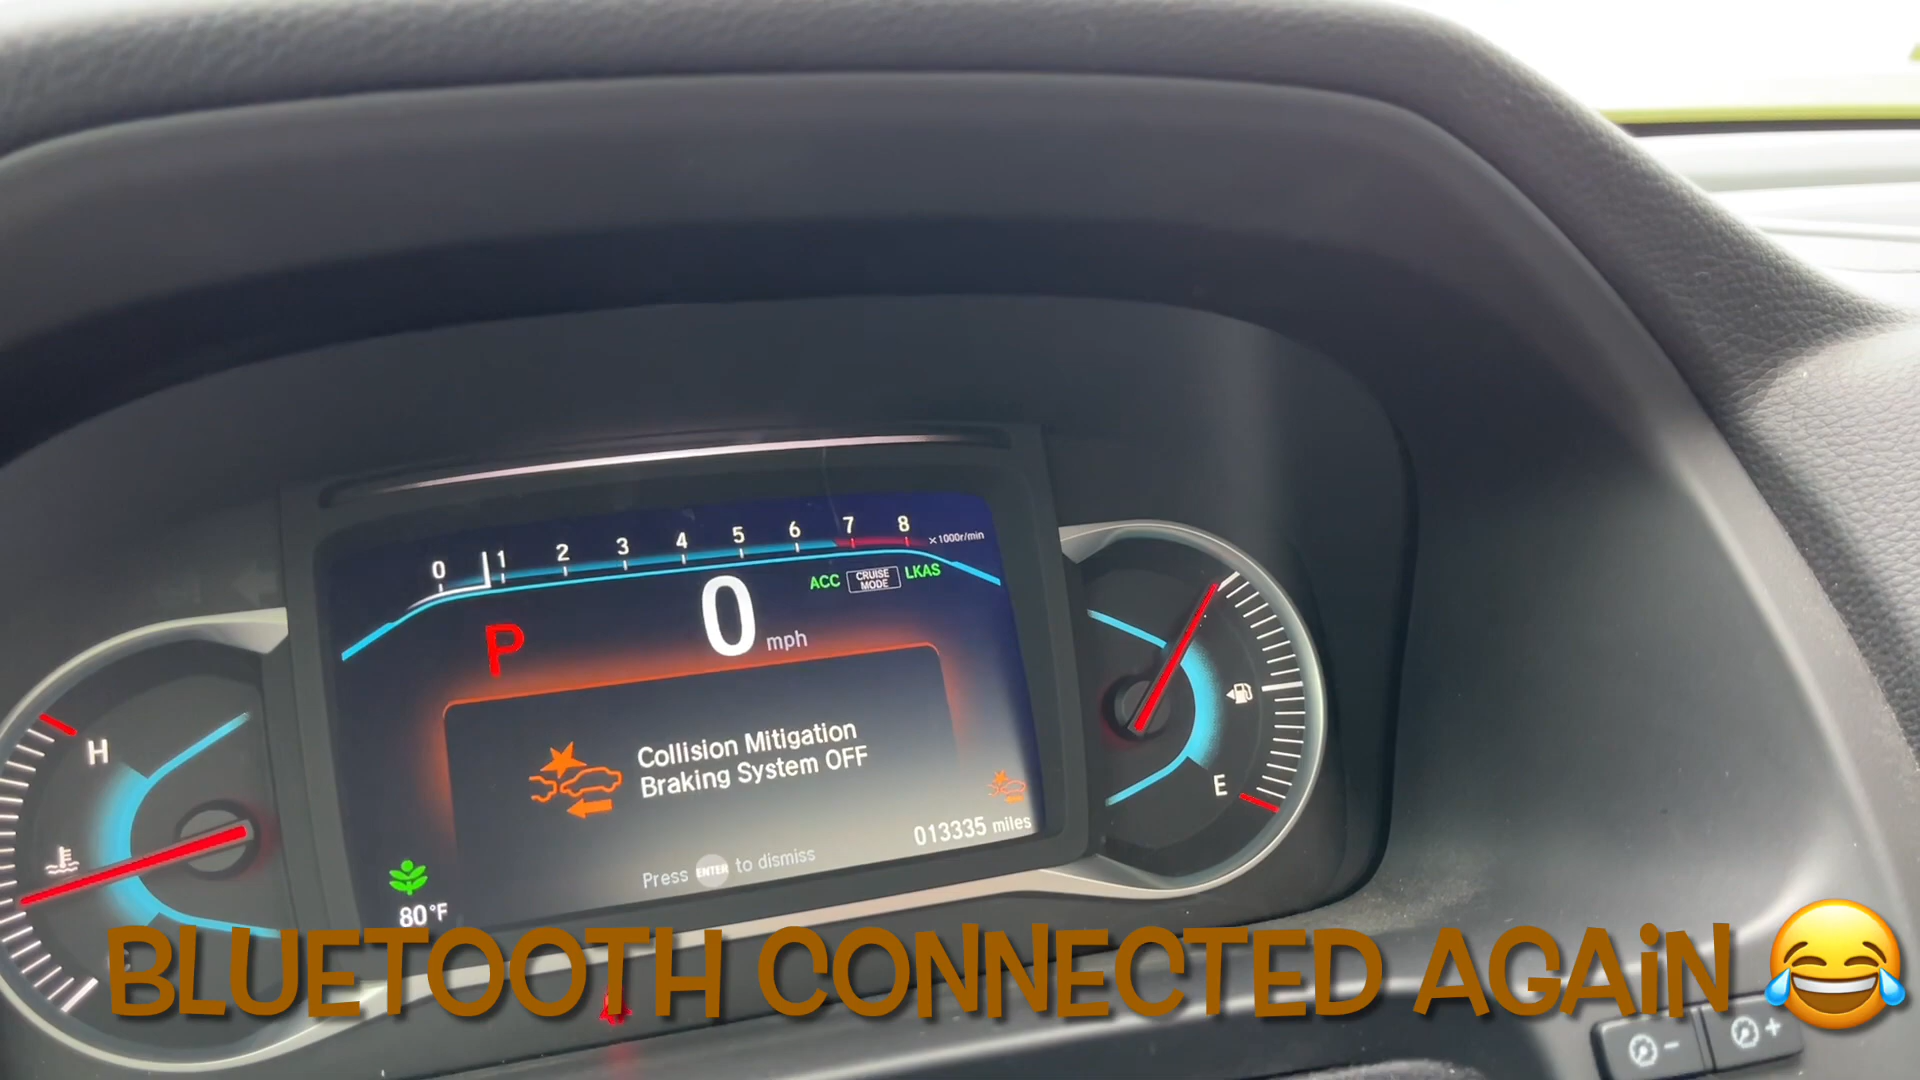 0 1 2 3 4 5 6 7 8 ×1000r/min
ACC CRUISE MODE LKAS
P 0 mph
Collision Mitigation
Braking System OFF
013335 miles
Press ENTER to dismiss
80°F
H
E
BLUETOOTH CONNECTED AGAiN 😂
- +